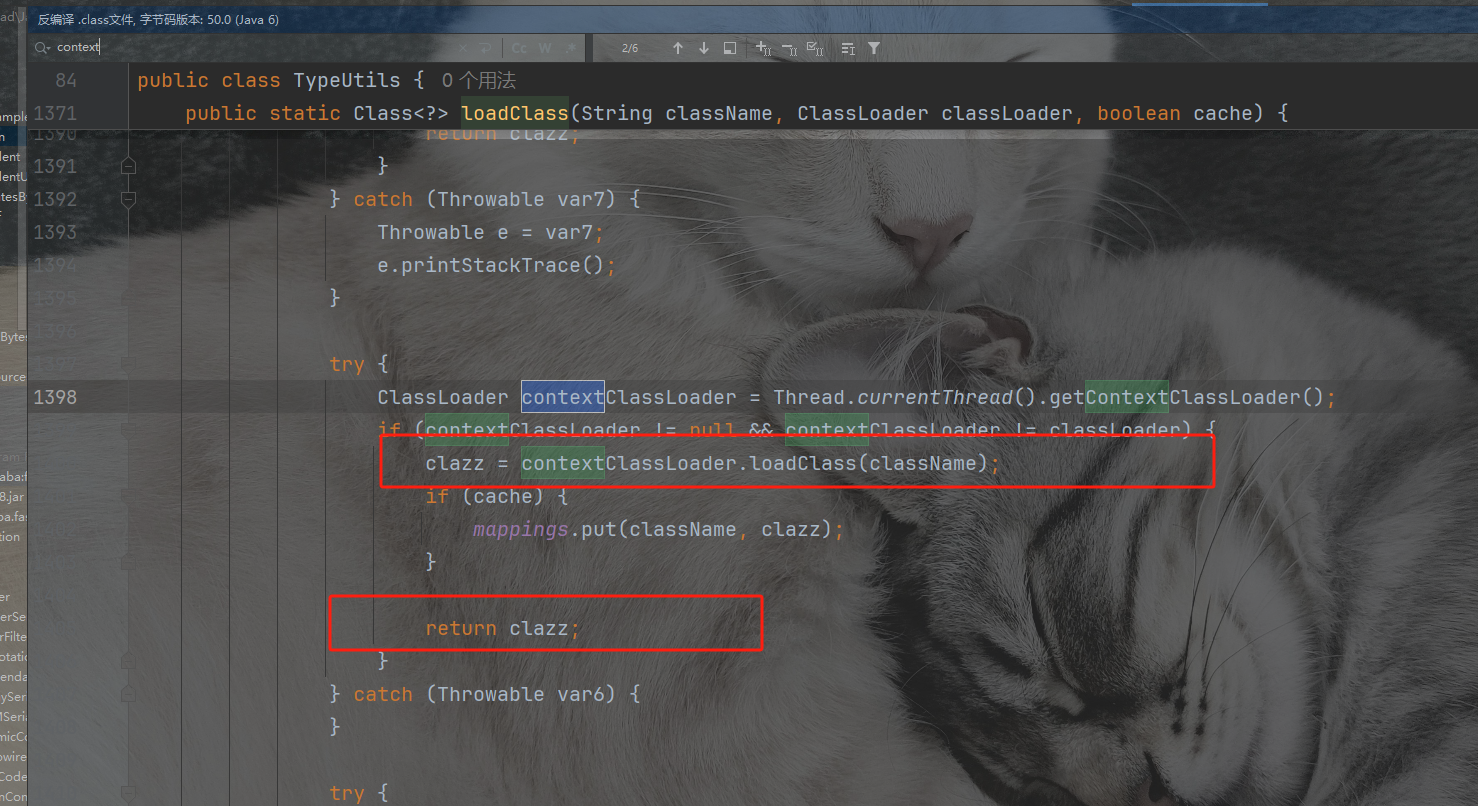 反编译 .class文件, 字节码版本: 50.0 (Java 6)
context
Cc W .* 2/6
84 public class TypeUtils { 0 个用法
1371 public static Class<?> loadClass(String className, ClassLoader classLoader, boolean cache) {
1390 return clazz;
1391 }
1392 } catch (Throwable var7) {
1393 Throwable e = var7;
1394 e.printStackTrace();
1395 }
1396
try {
1398 ClassLoader contextClassLoader = Thread.currentThread().getContextClassLoader();
if (contextClassLoader != null && contextClassLoader != classLoader) {
clazz = contextClassLoader.loadClass(className);
if (cache) {
mappings.put(className, clazz);
}
return clazz;
}
} catch (Throwable var6) {
}
try {